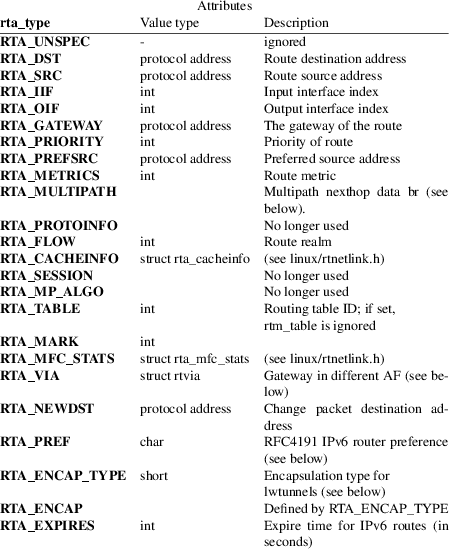 Attributes
rta_type Value type Description
RTA_UNSPEC - ignored
RTA_DST protocol address Route destination address
RTA_SRC protocol address Route source address
RTA_IIF int Input interface index
RTA_OIF int Output interface index
RTA_GATEWAY protocol address The gateway of the route
RTA_PRIORITY int Priority of route
RTA_PREFSRC protocol address Preferred source address
RTA_METRICS int Route metric
RTA_MULTIPATH Multipath nexthop data br (see
below).
RTA_PROTOINFO No longer used
RTA_FLOW int Route realm
RTA_CACHEINFO struct rta_cacheinfo (see linux/rtnetlink.h)
RTA_SESSION No longer used
RTA_MP_ALGO No longer used
RTA_TABLE int Routing table ID; if set,
rtm_table is ignored
RTA_MARK int
RTA_MFC_STATS struct rta_mfc_stats (see linux/rtnetlink.h)
RTA_VIA struct rtvia Gateway in different AF (see be-
low)
RTA_NEWDST protocol address Change packet destination ad-
dress
RTA_PREF char RFC4191 IPv6 router preference
(see below)
RTA_ENCAP_TYPE short Encapsulation type for
lwtunnels (see below)
RTA_ENCAP Defined by RTA_ENCAP_TYPE
RTA_EXPIRES int Expire time for IPv6 routes (in
seconds)